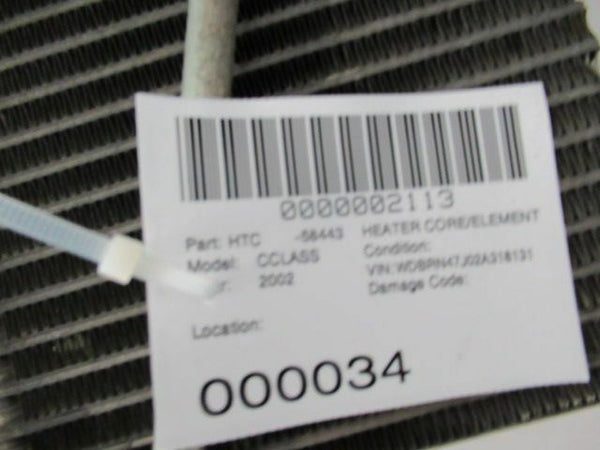 0000002113
Part: HTC -58443 HEATER CORE/ELEMENT
Model: CCLASS Condition:
r: 2002 VIN: WDBRN47J02A318131
Damage Code:
Location:
000034